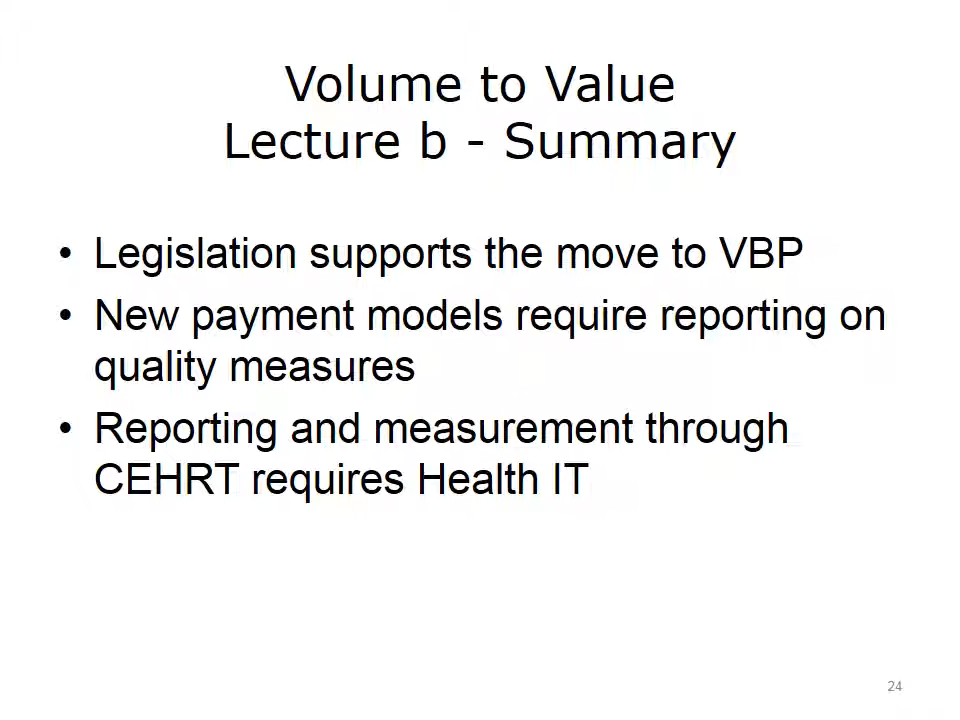 Volume to Value
Lecture b - Summary
• Legislation supports the move to VBP
• New payment models require reporting on
quality measures
• Reporting and measurement through
CEHRT requires Health IT
24